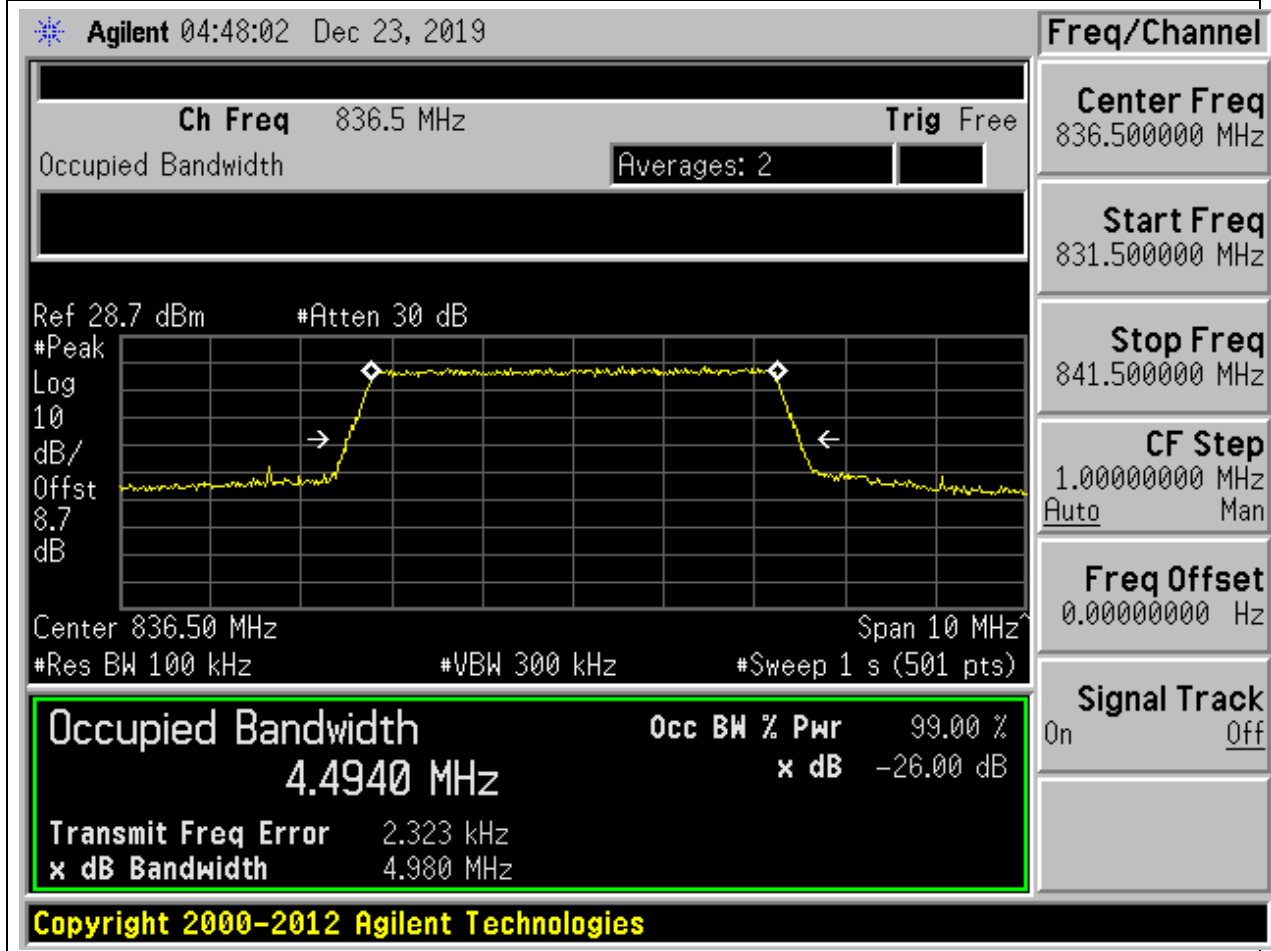 Agilent 04:48:02 Dec 23, 2019
Freq/Channel
Ch Freq 836.5 MHz Trig Free
Occupied Bandwidth Averages: 2
Center Freq
836.500000 MHz
Start Freq
831.500000 MHz
Stop Freq
841.500000 MHz
CF Step
1.00000000 MHz
Auto Man
Freq Offset
0.00000000 Hz
Signal Track
On Off
Ref 28.7 dBm #Atten 30 dB
#Peak
Log
10
dB/
Offst
8.7
dB
Center 836.50 MHz Span 10 MHz^
#Res BW 100 kHz #VBW 300 kHz #Sweep 1 s (501 pts)
Occupied Bandwidth Occ BW % Pwr 99.00 %
4.4940 MHz x dB -26.00 dB
Transmit Freq Error 2.323 kHz
x dB Bandwidth 4.980 MHz
Copyright 2000-2012 Agilent Technologies